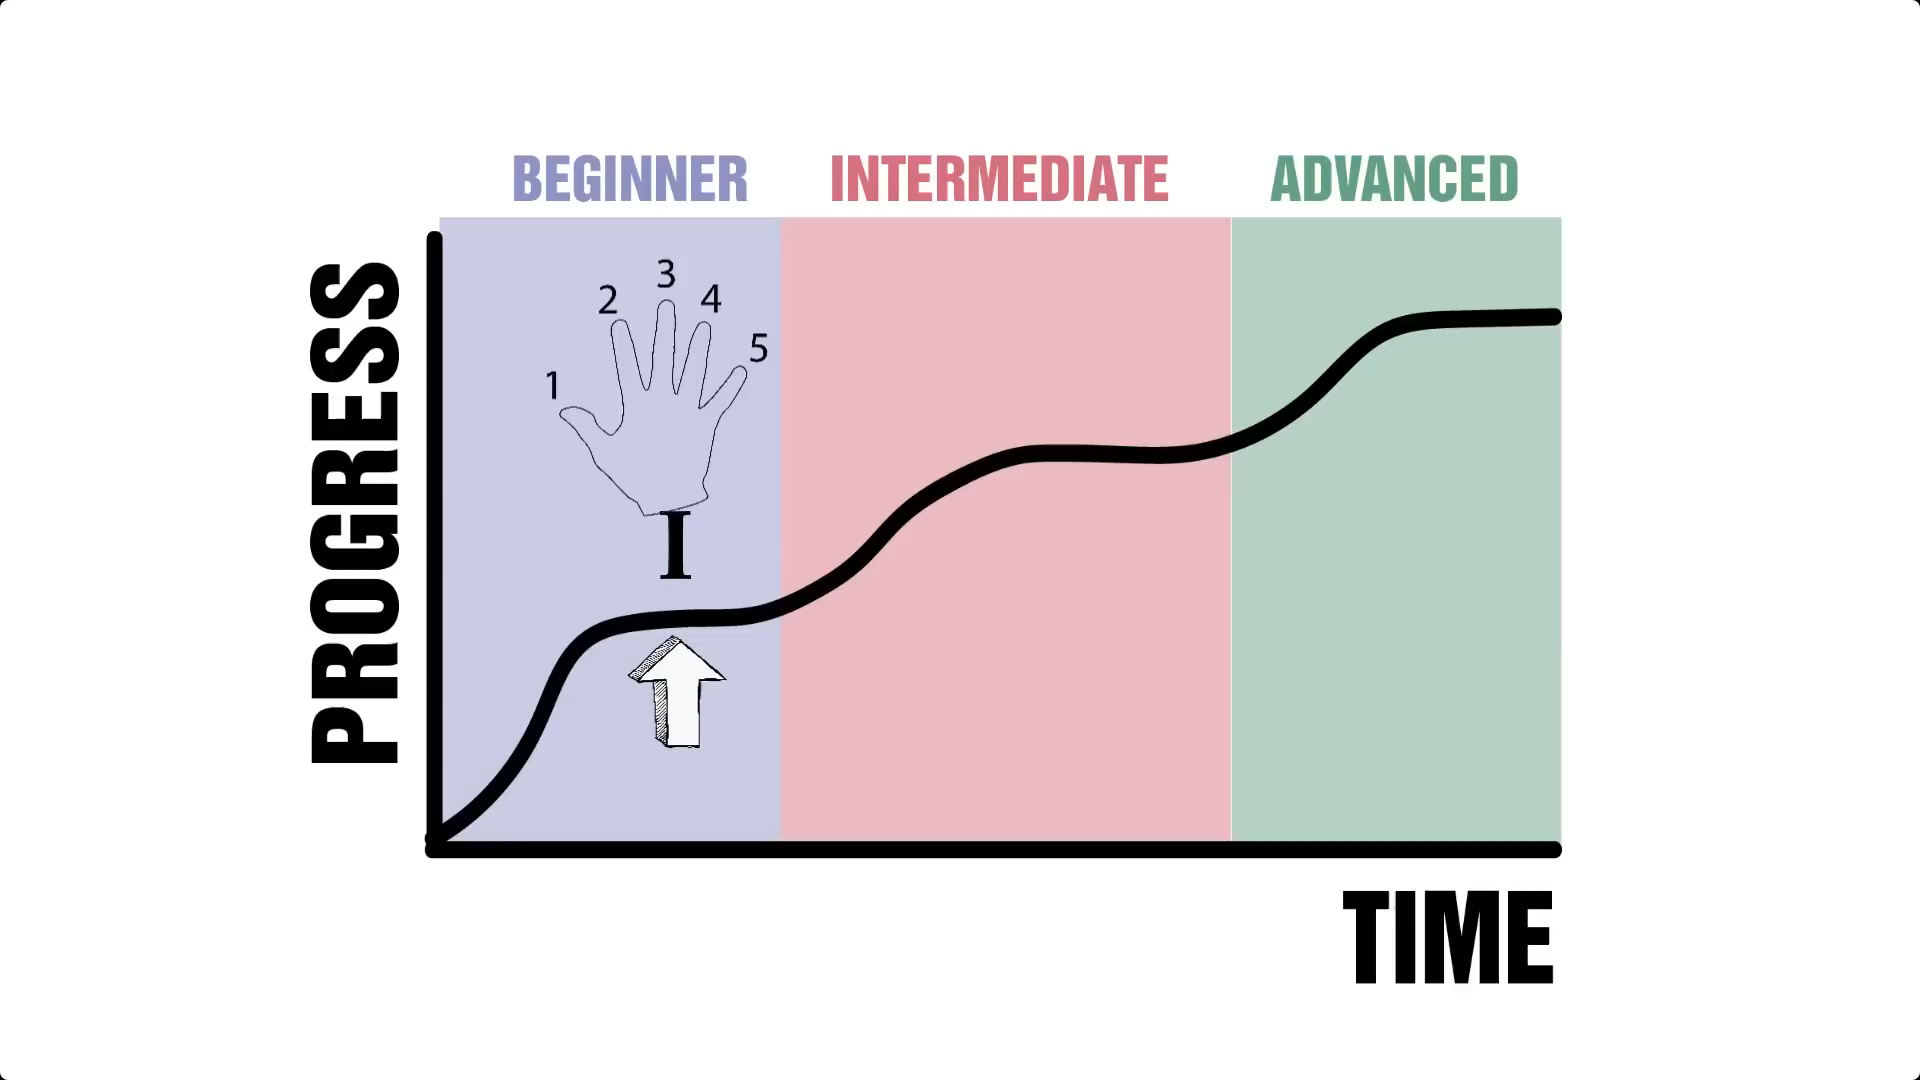 BEGINNER INTERMEDIATE ADVANCED
3
2 4
5
1
I
PROGRESS
TIME